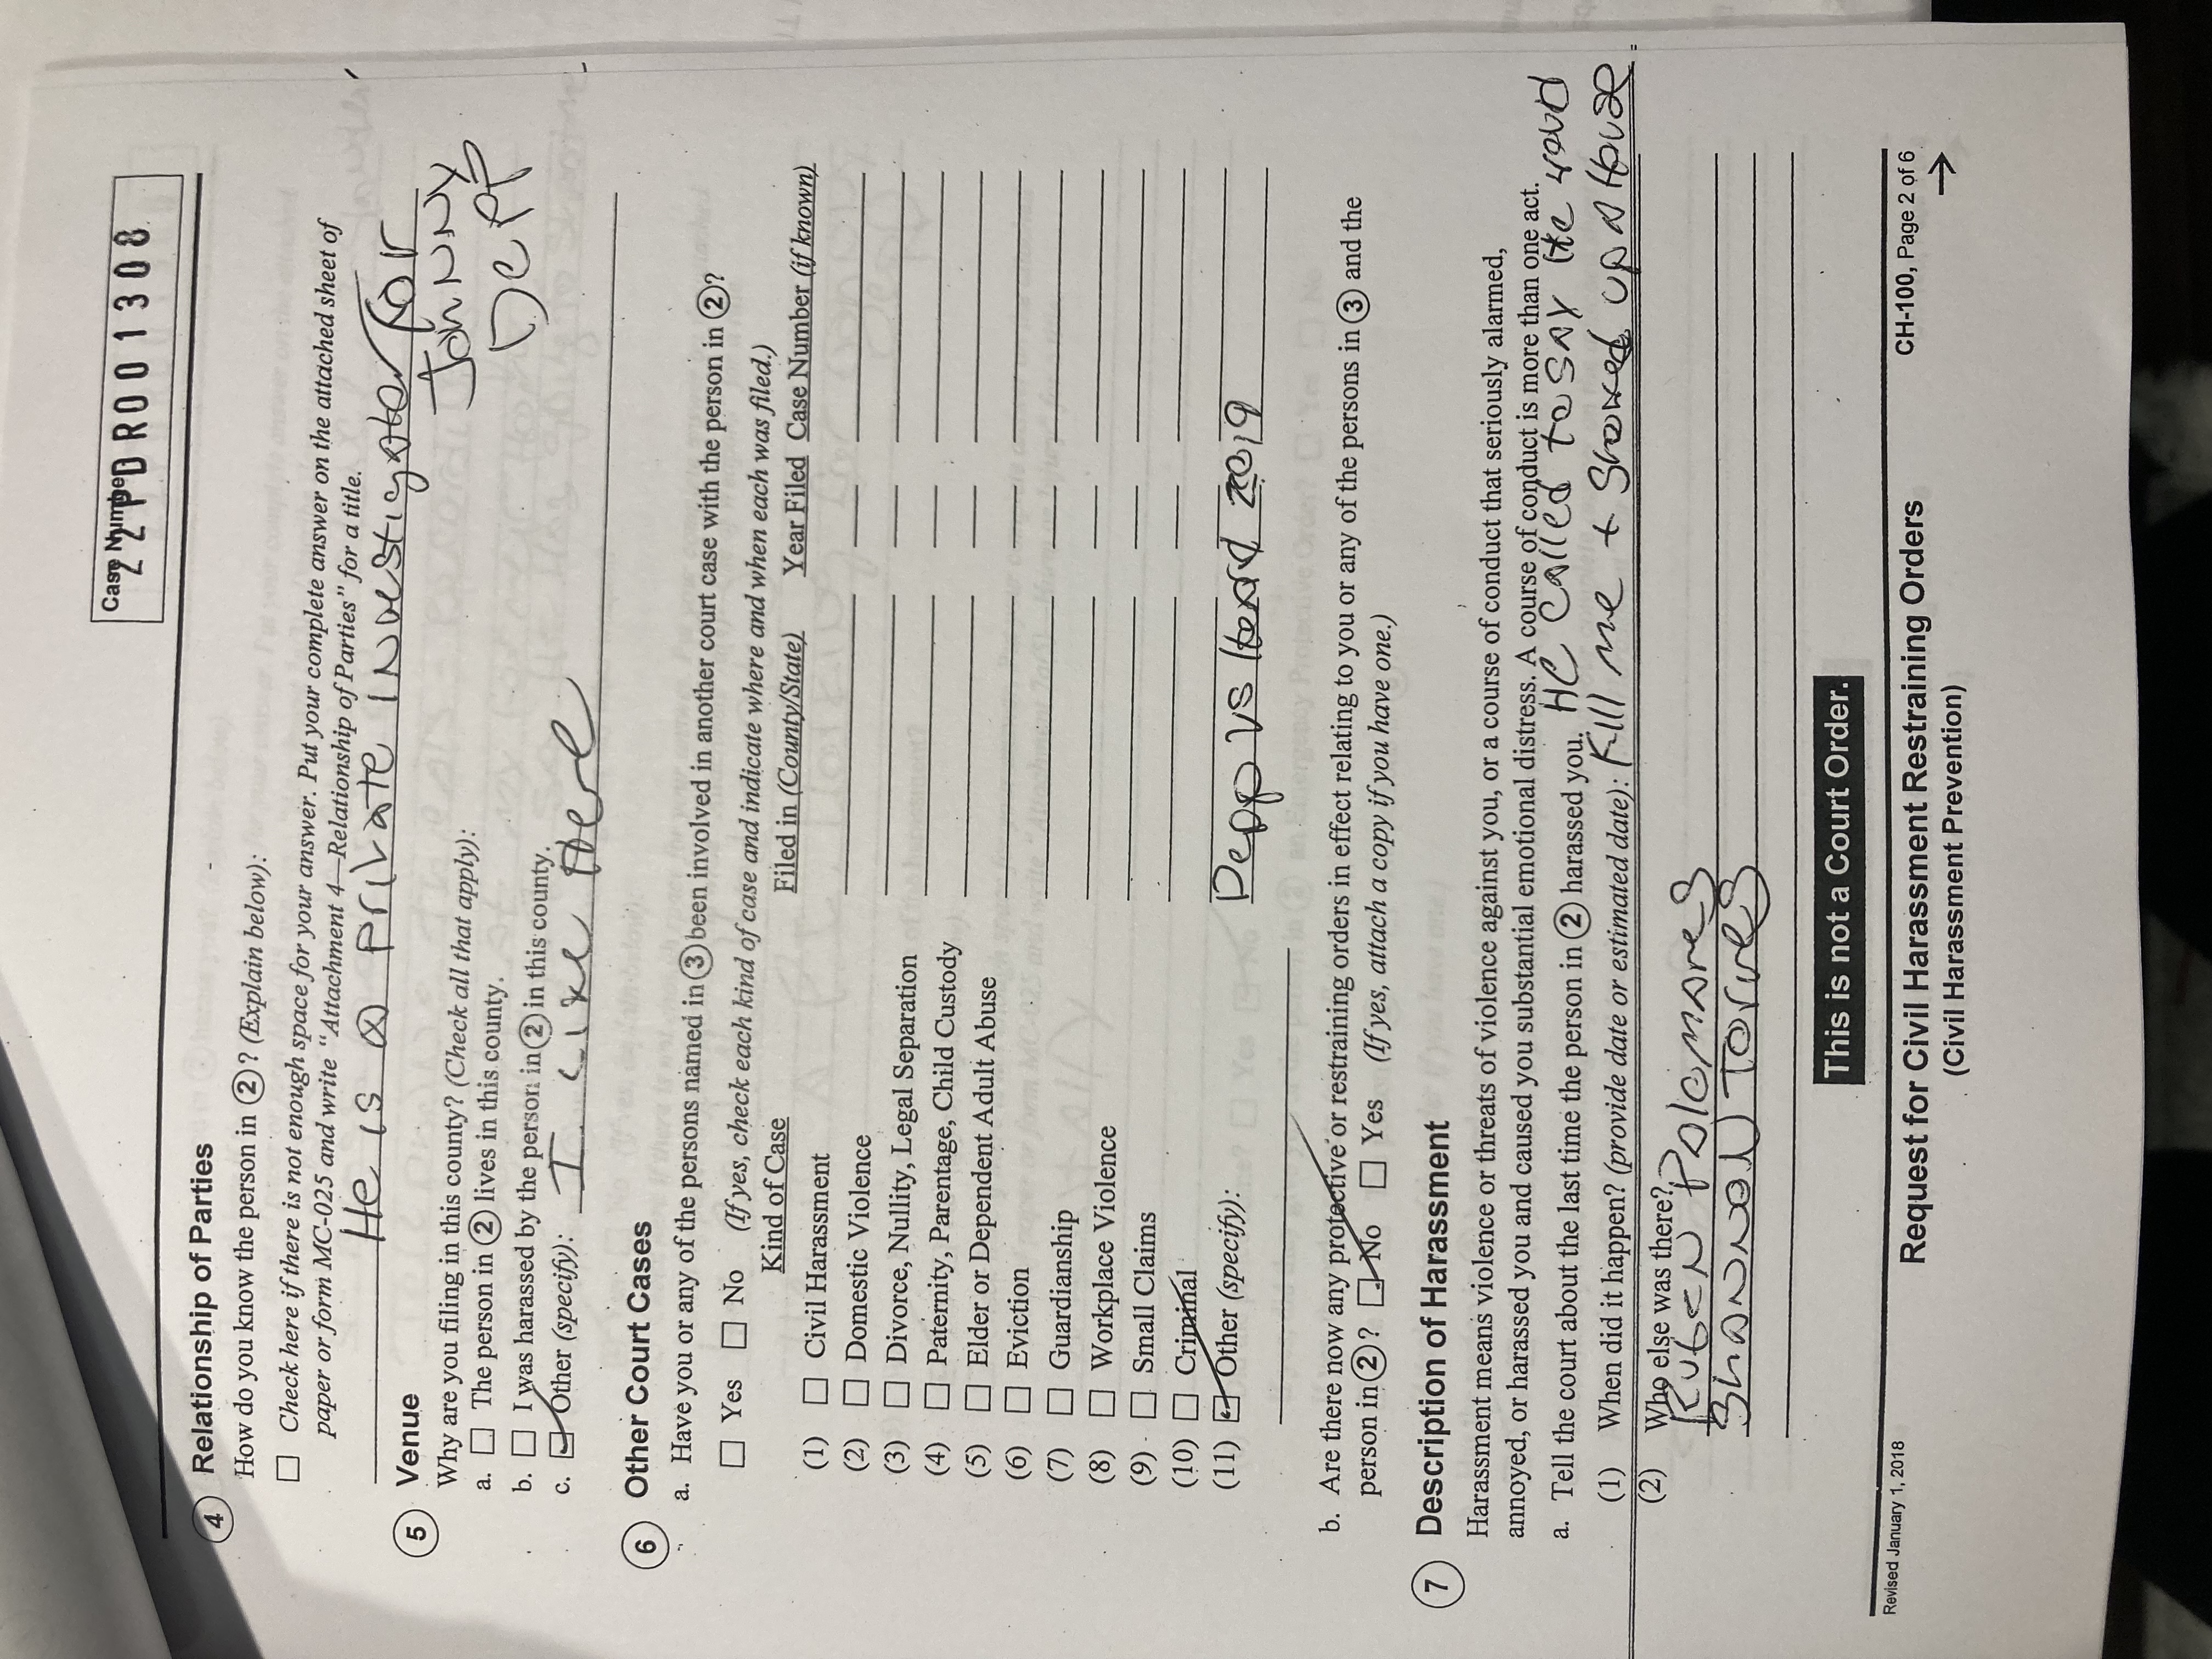 Case Number
22PDR001308
4 Relationship of Parties
How do you know the person in 2? (Explain below):
Check here if there is not enough space for your answer. Put your complete answer on the attached sheet of
paper or form MC-025 and write "Attachment 4—Relationship of Parties" for a title.
He is a private investigator for
Johnny
Depp
5 Venue
Why are you filing in this county? (Check all that apply):
a. The person in 2 lives in this county.
b. I was harassed by the person in 2 in this county.
c. Other (specify): I Like Here
6 Other Court Cases
a. Have you or any of the persons named in 3 been involved in another court case with the person in 2?
Yes No (If yes, check each kind of case and indicate where and when each was filed.)
Kind of Case Filed in (County/State) Year Filed Case Number (if known)
(1) Civil Harassment
(2) Domestic Violence
(3) Divorce, Nullity, Legal Separation
(4) Paternity, Parentage, Child Custody
(5) Elder or Dependent Adult Abuse
(6) Eviction
(7) Guardianship
(8) Workplace Violence
(9) Small Claims
(10) Criminal
(11) Other (specify): Depp vs Heard 2019
b. Are there now any protective or restraining orders in effect relating to you or any of the persons in 3 and the
person in 2? No Yes (If yes, attach a copy if you have one.)
7 Description of Harassment
Harassment means violence or threats of violence against you, or a course of conduct that seriously alarmed,
annoyed, or harassed you and caused you substantial emotional distress. A course of conduct is more than one act.
a. Tell the court about the last time the person in 2 harassed you. He called to say He woud
(1) When did it happen? (provide date or estimated date): Kill me + Showed up a House
(2) Who else was there?
Ruben Palomares
Shannon Torres
This is not a Court Order.
Revised January 1, 2018
Request for Civil Harassment Restraining Orders
(Civil Harassment Prevention)
CH-100, Page 2 of 6
→